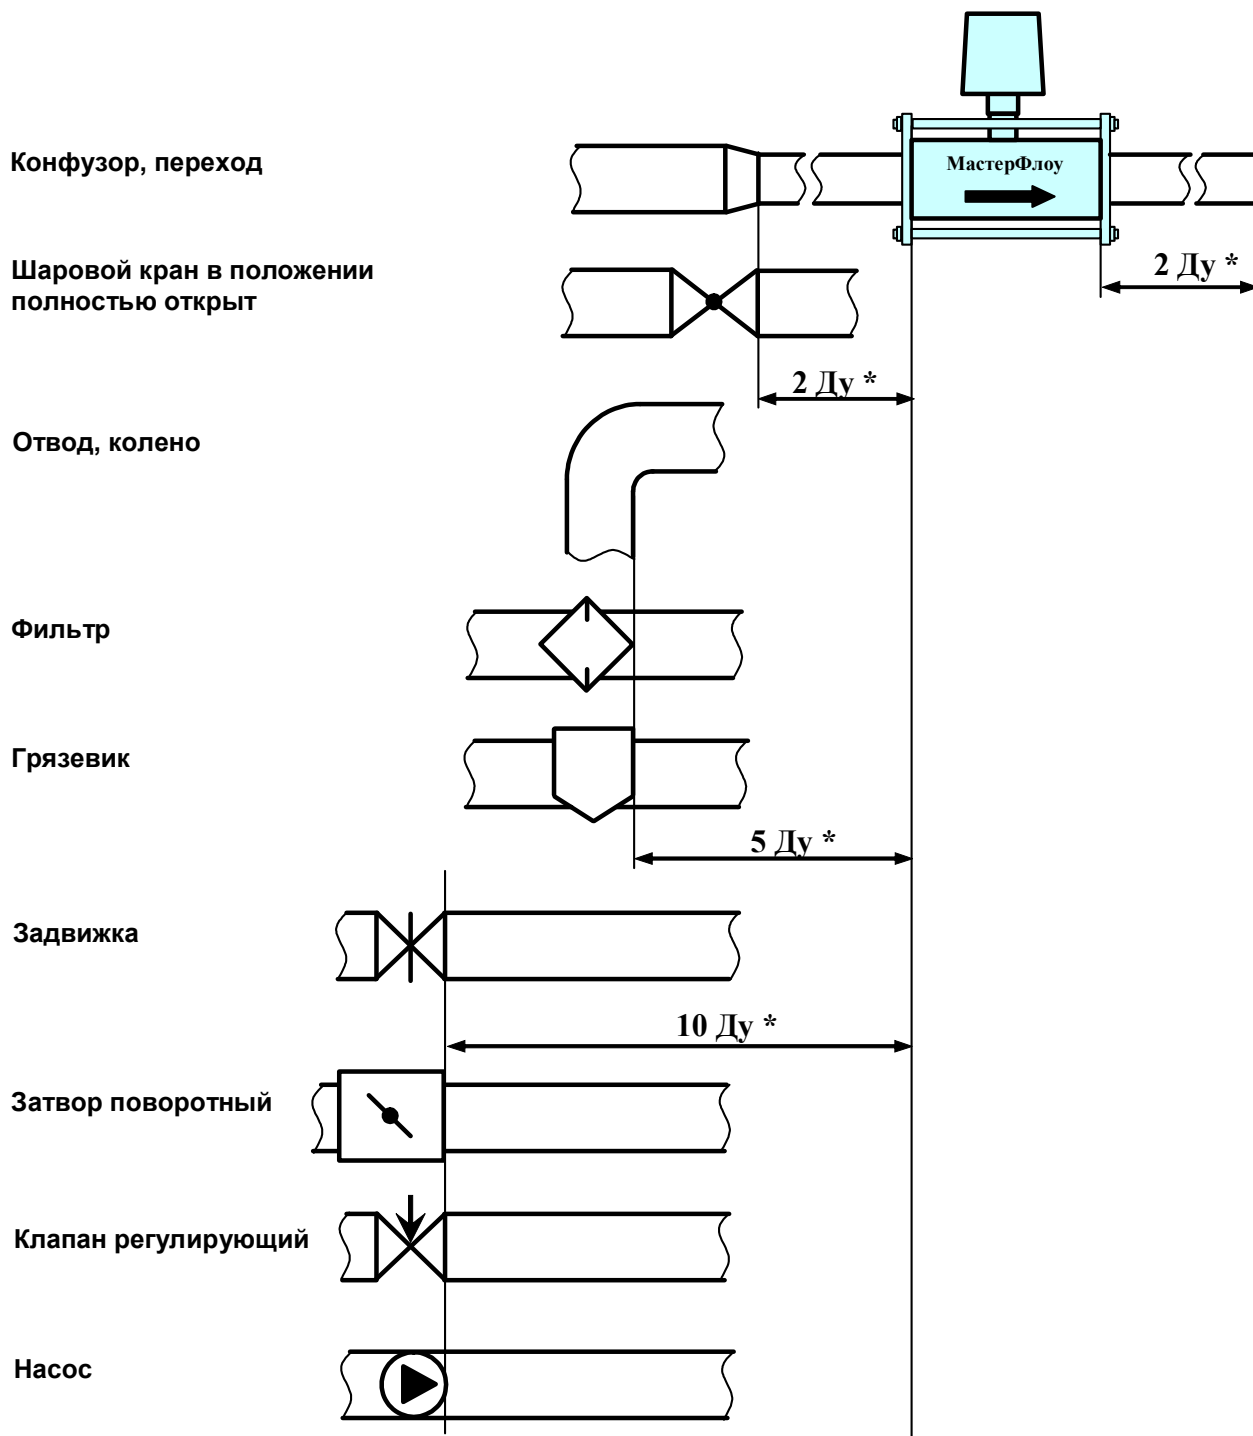 Конфузор, переход
МастерФлоу
Шаровой кран в положении
полностью открыт
2 Ду *
2 Ду *
Отвод, колено
Фильтр
Грязевик
5 Ду *
Задвижка
10 Ду *
Затвор поворотный
Клапан регулирующий
Насос